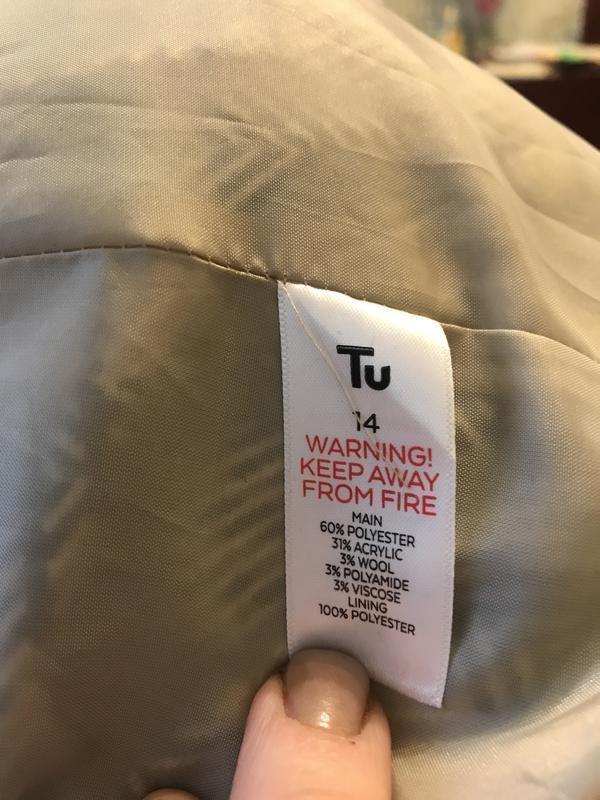 Tu
14
WARNING!
KEEP AWAY
FROM FIRE
MAIN
60% POLYESTER
31% ACRYLIC
3% WOOL
3% POLYAMIDE
3% VISCOSE
LINING
100% POLYESTER